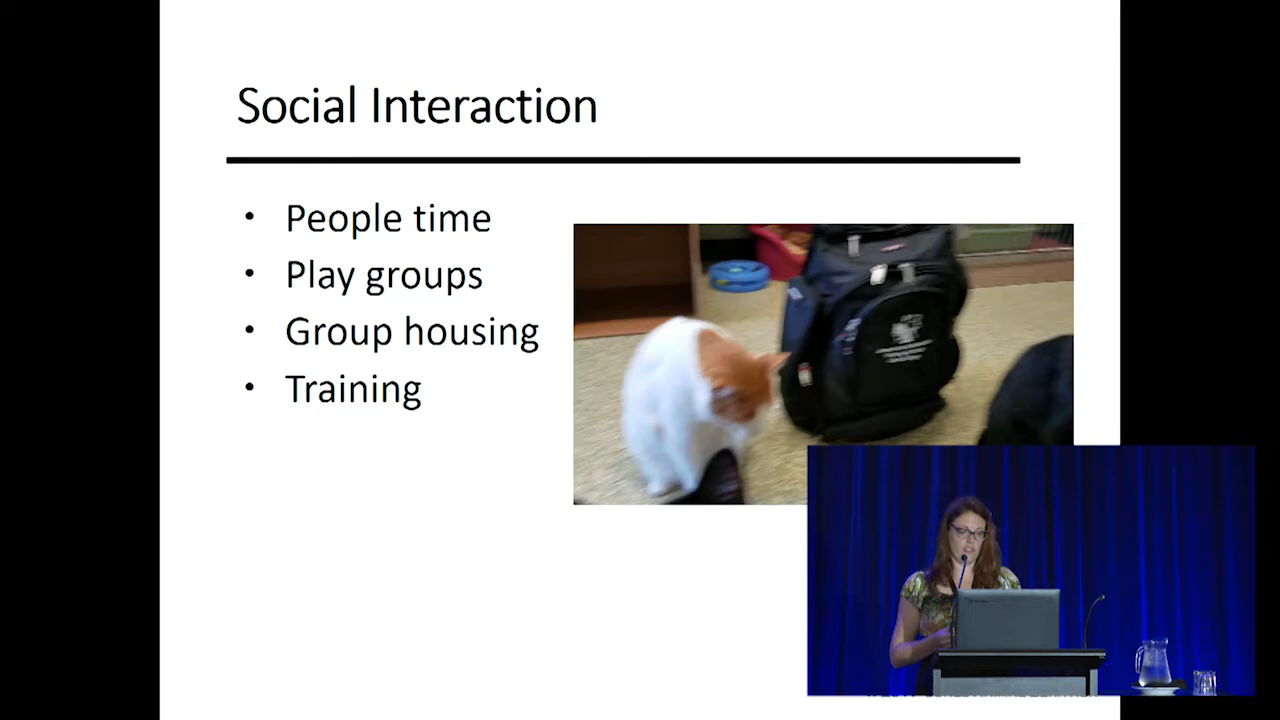 Social Interaction
• People time
• Play groups
• Group housing
• Training